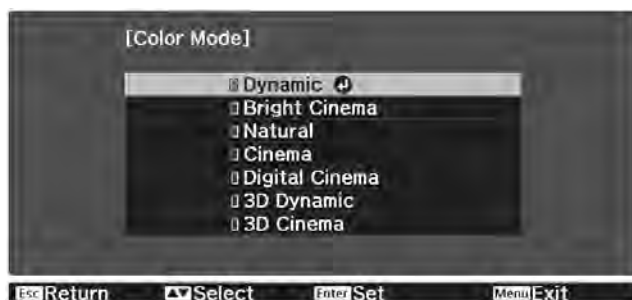 [Color Mode]
Dynamic
Bright Cinema
Natural
Cinema
Digital Cinema
3D Dynamic
3D Cinema
Esc Return Select Enter Set Menu Exit